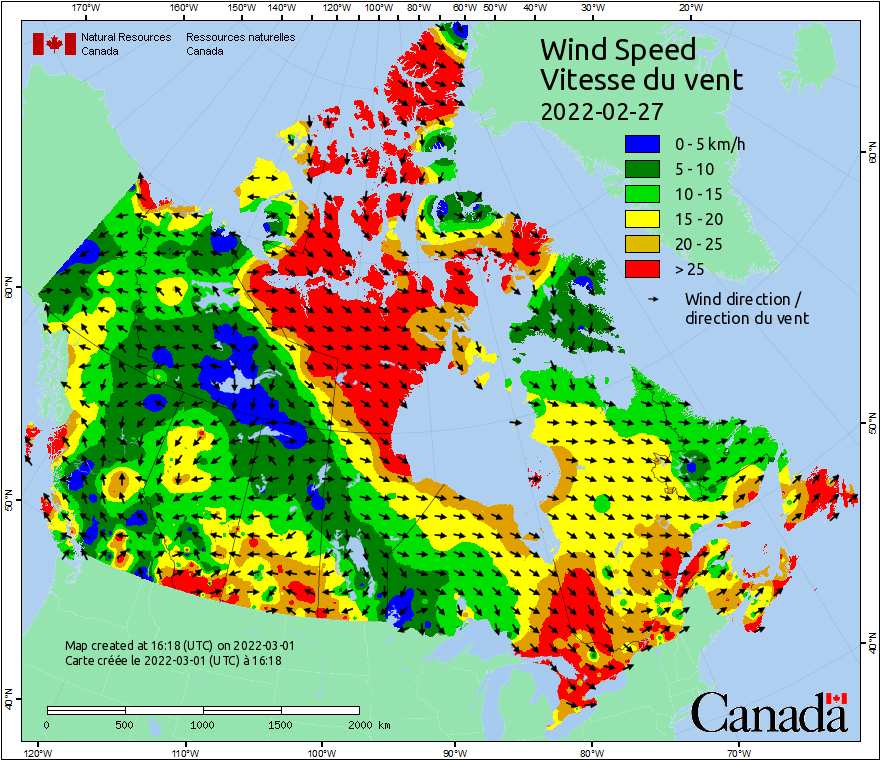 170°W 160°W 150°W 140°W 130°W 120°W 110°W 100°W 90°W 80°W 70°W 60°W 50°W 40°W 30°W 20°W
Natural Resources Canada
Ressources naturelles Canada
Wind Speed
Vitesse du vent
2022-02-27
0 - 5 km/h
5 - 10
10 - 15
15 - 20
20 - 25
> 25
Wind direction /
direction du vent
60°N
60°N
50°N
50°N
40°N
40°N
Map created at 16:18 (UTC) on 2022-03-01
Carte créée le 2022-03-01 (UTC) à 16:18
0 500 1000 1500 2000 km
Canada
120°W 110°W 100°W 90°W 80°W 70°W